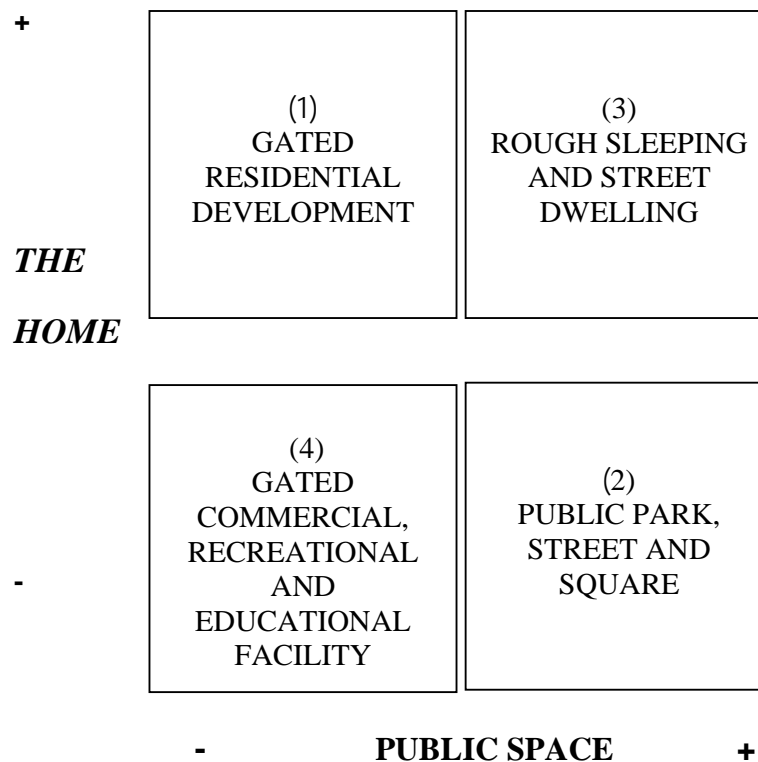 +
(1)
GATED
RESIDENTIAL
DEVELOPMENT
(3)
ROUGH SLEEPING
AND STREET
DWELLING
THE
HOME
(4)
GATED
COMMERCIAL,
RECREATIONAL
AND
EDUCATIONAL
FACILITY
(2)
PUBLIC PARK,
STREET AND
SQUARE
-
- PUBLIC SPACE +